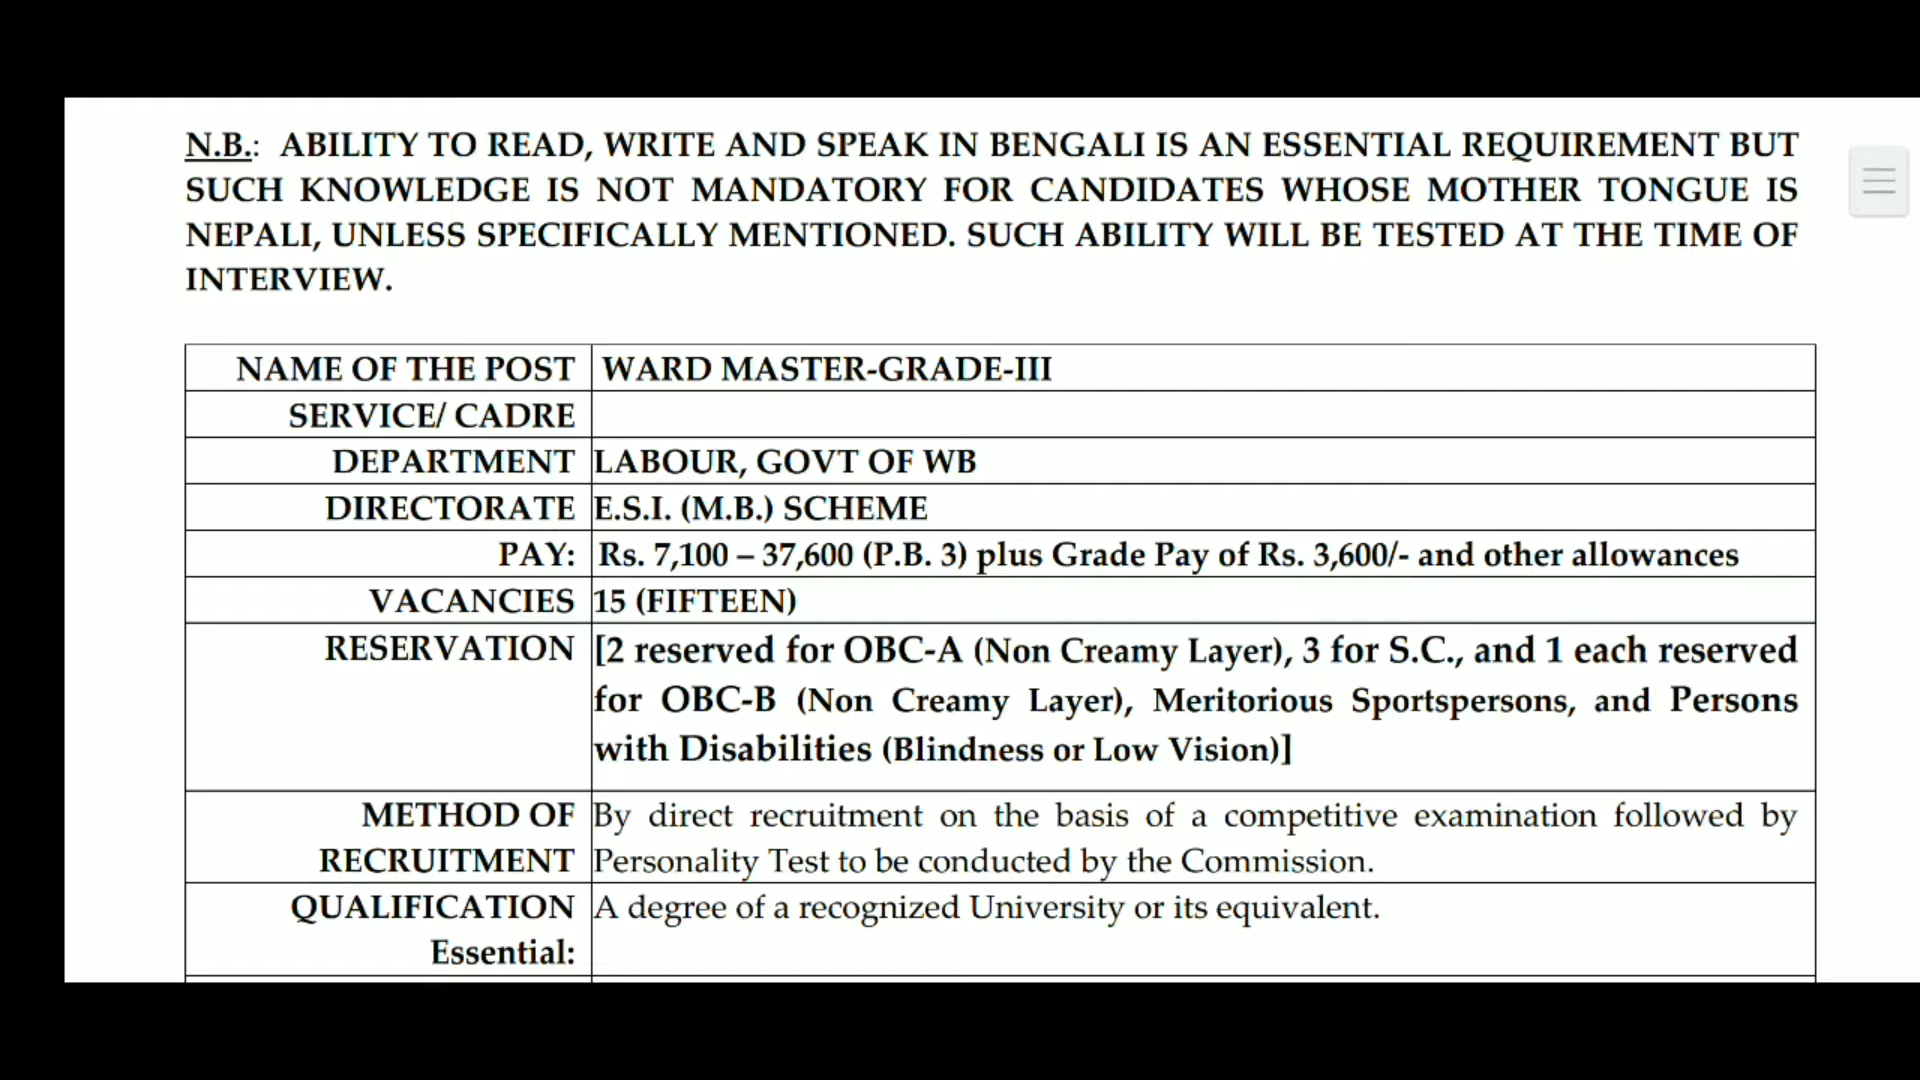 N.B.: ABILITY TO READ, WRITE AND SPEAK IN BENGALI IS AN ESSENTIAL REQUIREMENT BUT
SUCH KNOWLEDGE IS NOT MANDATORY FOR CANDIDATES WHOSE MOTHER TONGUE IS
NEPALI, UNLESS SPECIFICALLY MENTIONED. SUCH ABILITY WILL BE TESTED AT THE TIME OF
INTERVIEW.
NAME OF THE POST WARD MASTER-GRADE-III
SERVICE/ CADRE
DEPARTMENT LABOUR, GOVT OF WB
DIRECTORATE E.S.I. (M.B.) SCHEME
PAY: Rs. 7,100 – 37,600 (P.B. 3) plus Grade Pay of Rs. 3,600/- and other allowances
VACANCIES 15 (FIFTEEN)
RESERVATION [2 reserved for OBC-A (Non Creamy Layer), 3 for S.C., and 1 each reserved
for OBC-B (Non Creamy Layer), Meritorious Sportspersons, and Persons
with Disabilities (Blindness or Low Vision)]
METHOD OF By direct recruitment on the basis of a competitive examination followed by
RECRUITMENT Personality Test to be conducted by the Commission.
QUALIFICATION A degree of a recognized University or its equivalent.
Essential: